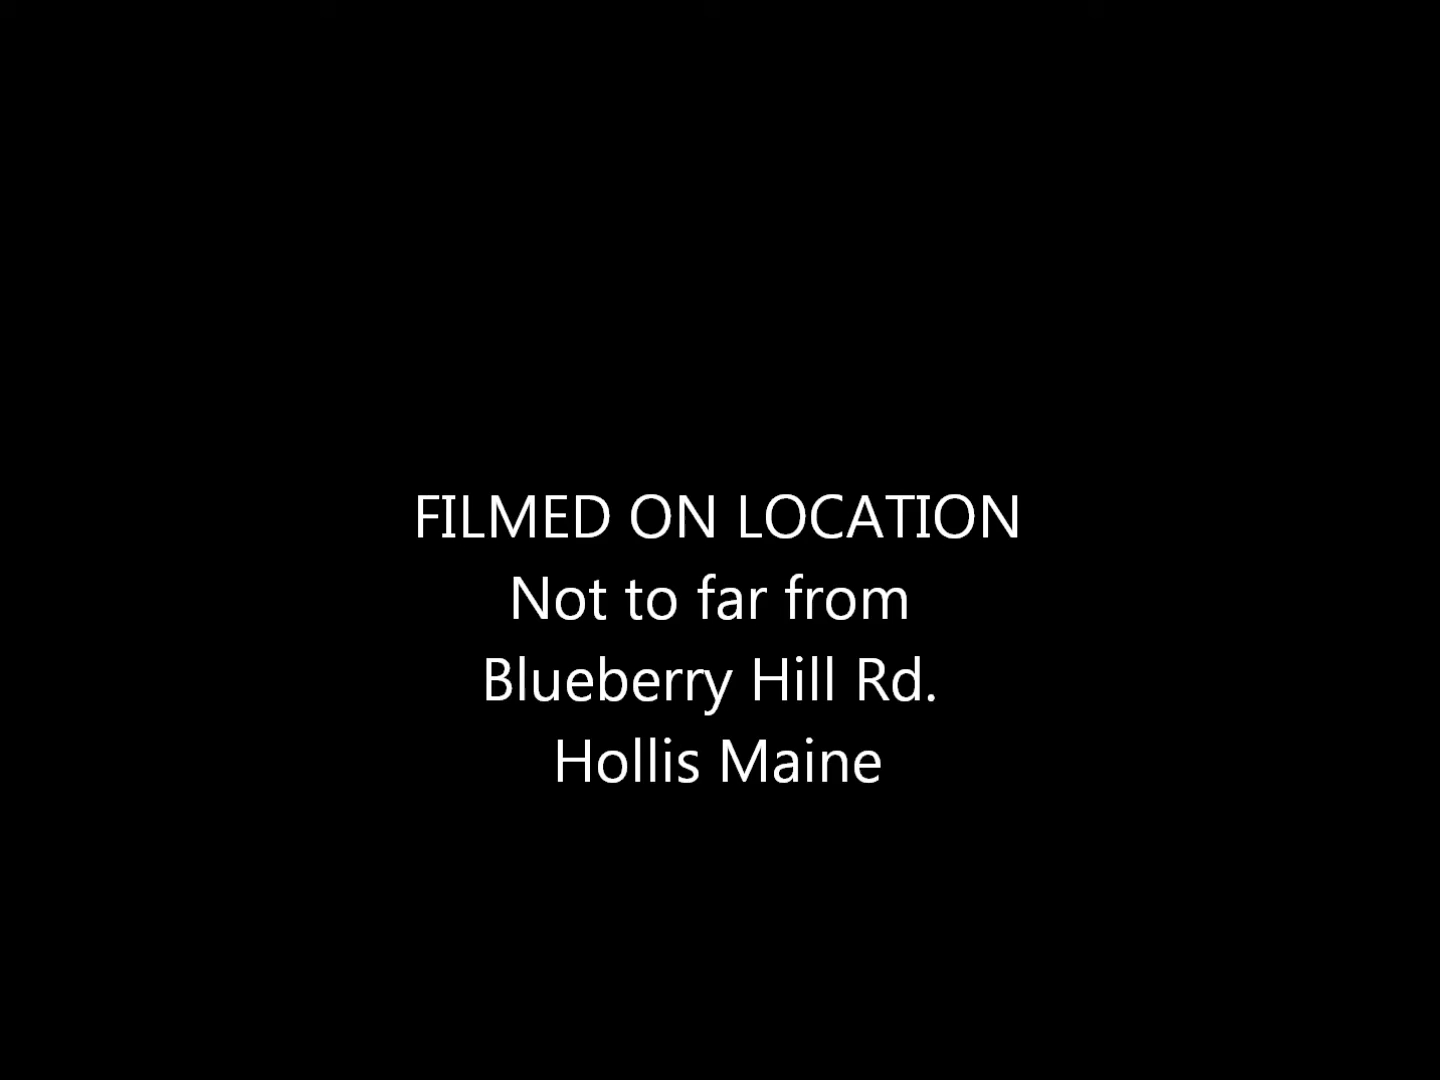 FILMED ON LOCATION
Not to far from
Blueberry Hill Rd.
Hollis Maine